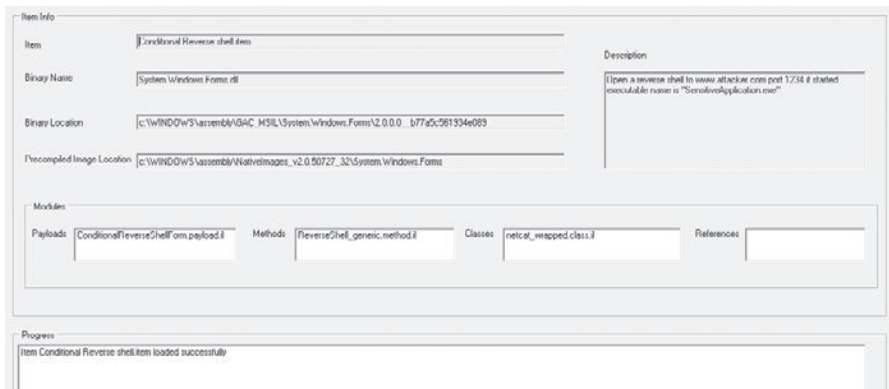 Item Info
Item
Conditional Reverse shell.item
Binary Name
System.Windows.Forms.dll
Binary Location
c:\WINDOWS\assembly\GAC_MSIL\System.Windows.Forms\2.0.0.0__b77a5c561934e089
Precompiled Image Location
c:\WINDOWS\assembly\NativeImages_v2.0.50727_32\System.Windows.Forms
Description
Open a reverse shell to www.attacker.com port 1234 if started
executable name is "SensitiveApplication.exe"
Modules
Payloads
ConditionalReverseShellForm.payload.il
Methods
ReverseShell_generic.method.il
Classes
netcat_wrapped.class.il
References
Progress
Item Conditional Reverse shell.item loaded successfully